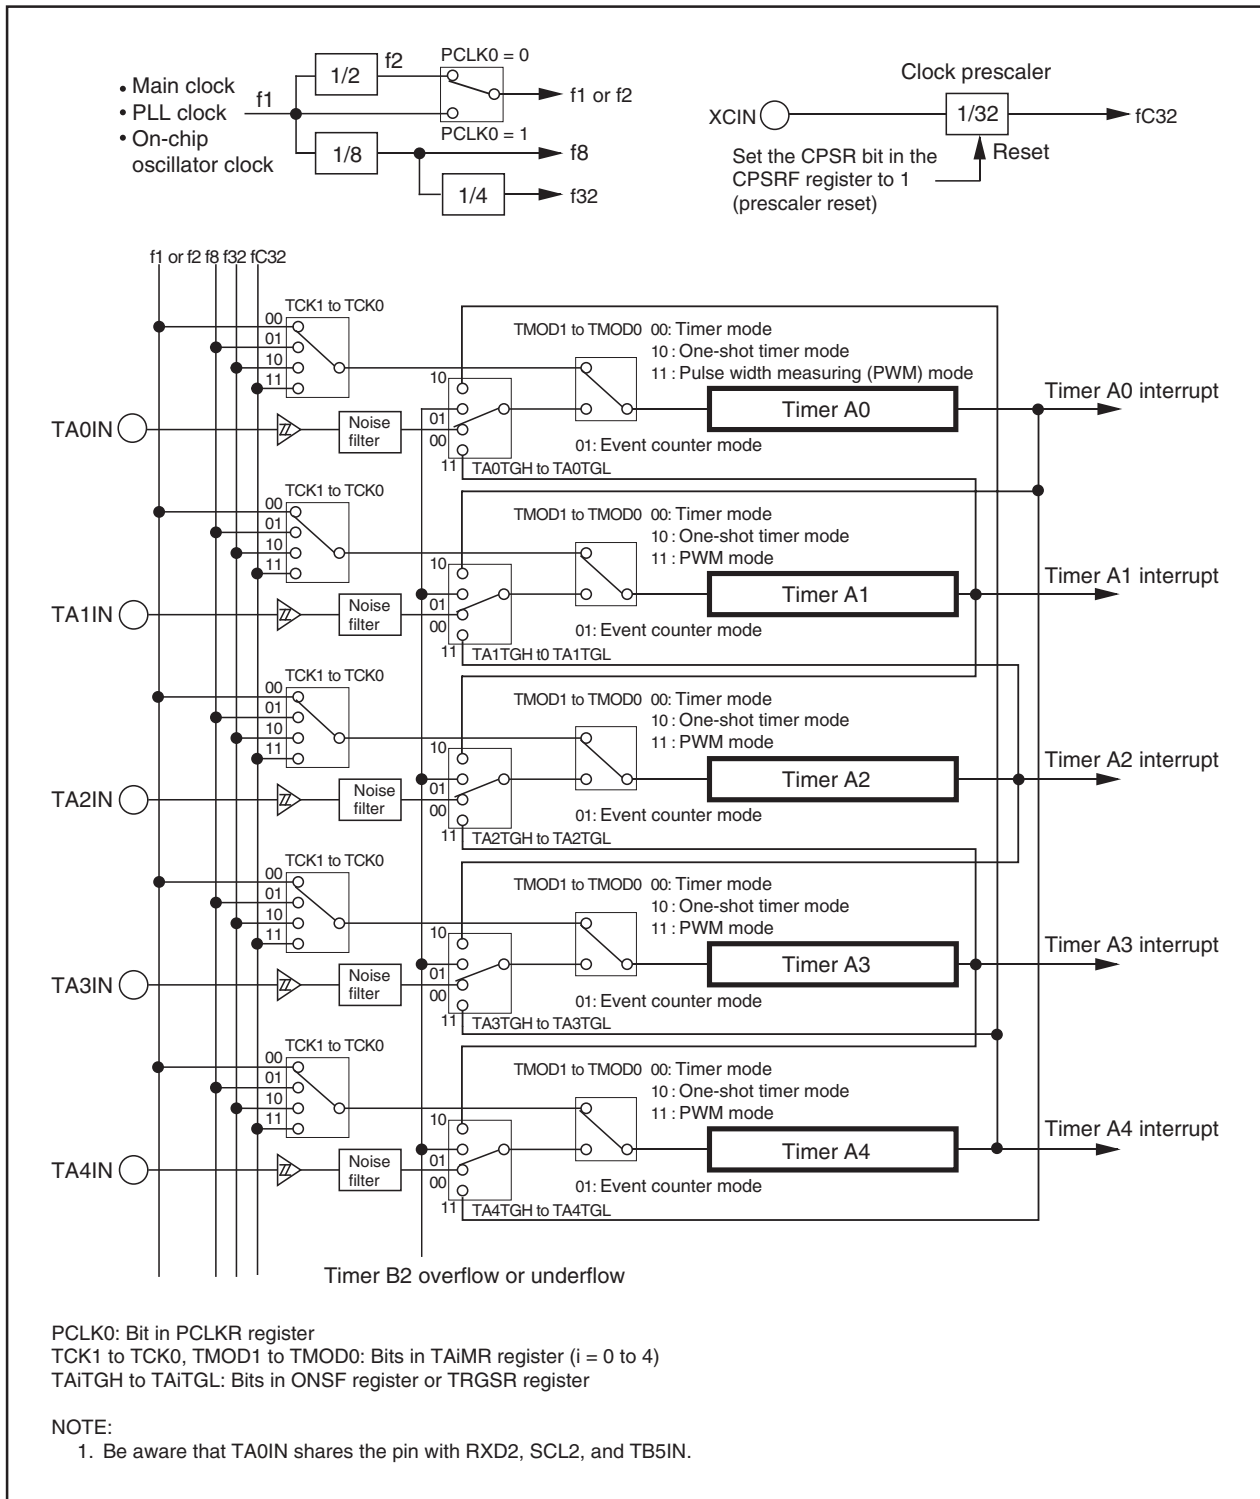 PCLK0 = 0
f2
1/2
• Main clock
• PLL clock
• On-chip
oscillator clock
f1
f1 or f2
PCLK0 = 1
1/8
f8
1/4
f32
Clock prescaler
XCIN
1/32
fC32
Reset
Set the CPSR bit in the
CPSRF register to 1
(prescaler reset)
f1 or f2 f8 f32 fC32
TCK1 to TCK0
00
01
10
11
TMOD1 to TMOD0 00: Timer mode
10: One-shot timer mode
11: Pulse width measuring (PWM) mode
10
01
00
11
TA0IN
Noise
filter
Timer A0
Timer A0 interrupt
01: Event counter mode
TA0TGH to TA0TGL
TCK1 to TCK0
00
01
10
11
TMOD1 to TMOD0 00: Timer mode
10: One-shot timer mode
11: PWM mode
10
01
00
11
TA1IN
Noise
filter
Timer A1
Timer A1 interrupt
01: Event counter mode
TA1TGH t0 TA1TGL
TCK1 to TCK0
00
01
10
11
TMOD1 to TMOD0 00: Timer mode
10: One-shot timer mode
11: PWM mode
10
01
00
11
TA2IN
Noise
filter
Timer A2
Timer A2 interrupt
01: Event counter mode
TA2TGH to TA2TGL
TCK1 to TCK0
00
01
10
11
TMOD1 to TMOD0 00: Timer mode
10: One-shot timer mode
11: PWM mode
10
01
00
11
TA3IN
Noise
filter
Timer A3
Timer A3 interrupt
01: Event counter mode
TA3TGH to TA3TGL
TCK1 to TCK0
00
01
10
11
TMOD1 to TMOD0 00: Timer mode
10: One-shot timer mode
11: PWM mode
10
01
00
11
TA4IN
Noise
filter
Timer A4
Timer A4 interrupt
01: Event counter mode
TA4TGH to TA4TGL
Timer B2 overflow or underflow
PCLK0: Bit in PCLKR register
TCK1 to TCK0, TMOD1 to TMOD0: Bits in TAiMR register (i = 0 to 4)
TAiTGH to TAiTGL: Bits in ONSF register or TRGSR register
NOTE:
1. Be aware that TA0IN shares the pin with RXD2, SCL2, and TB5IN.